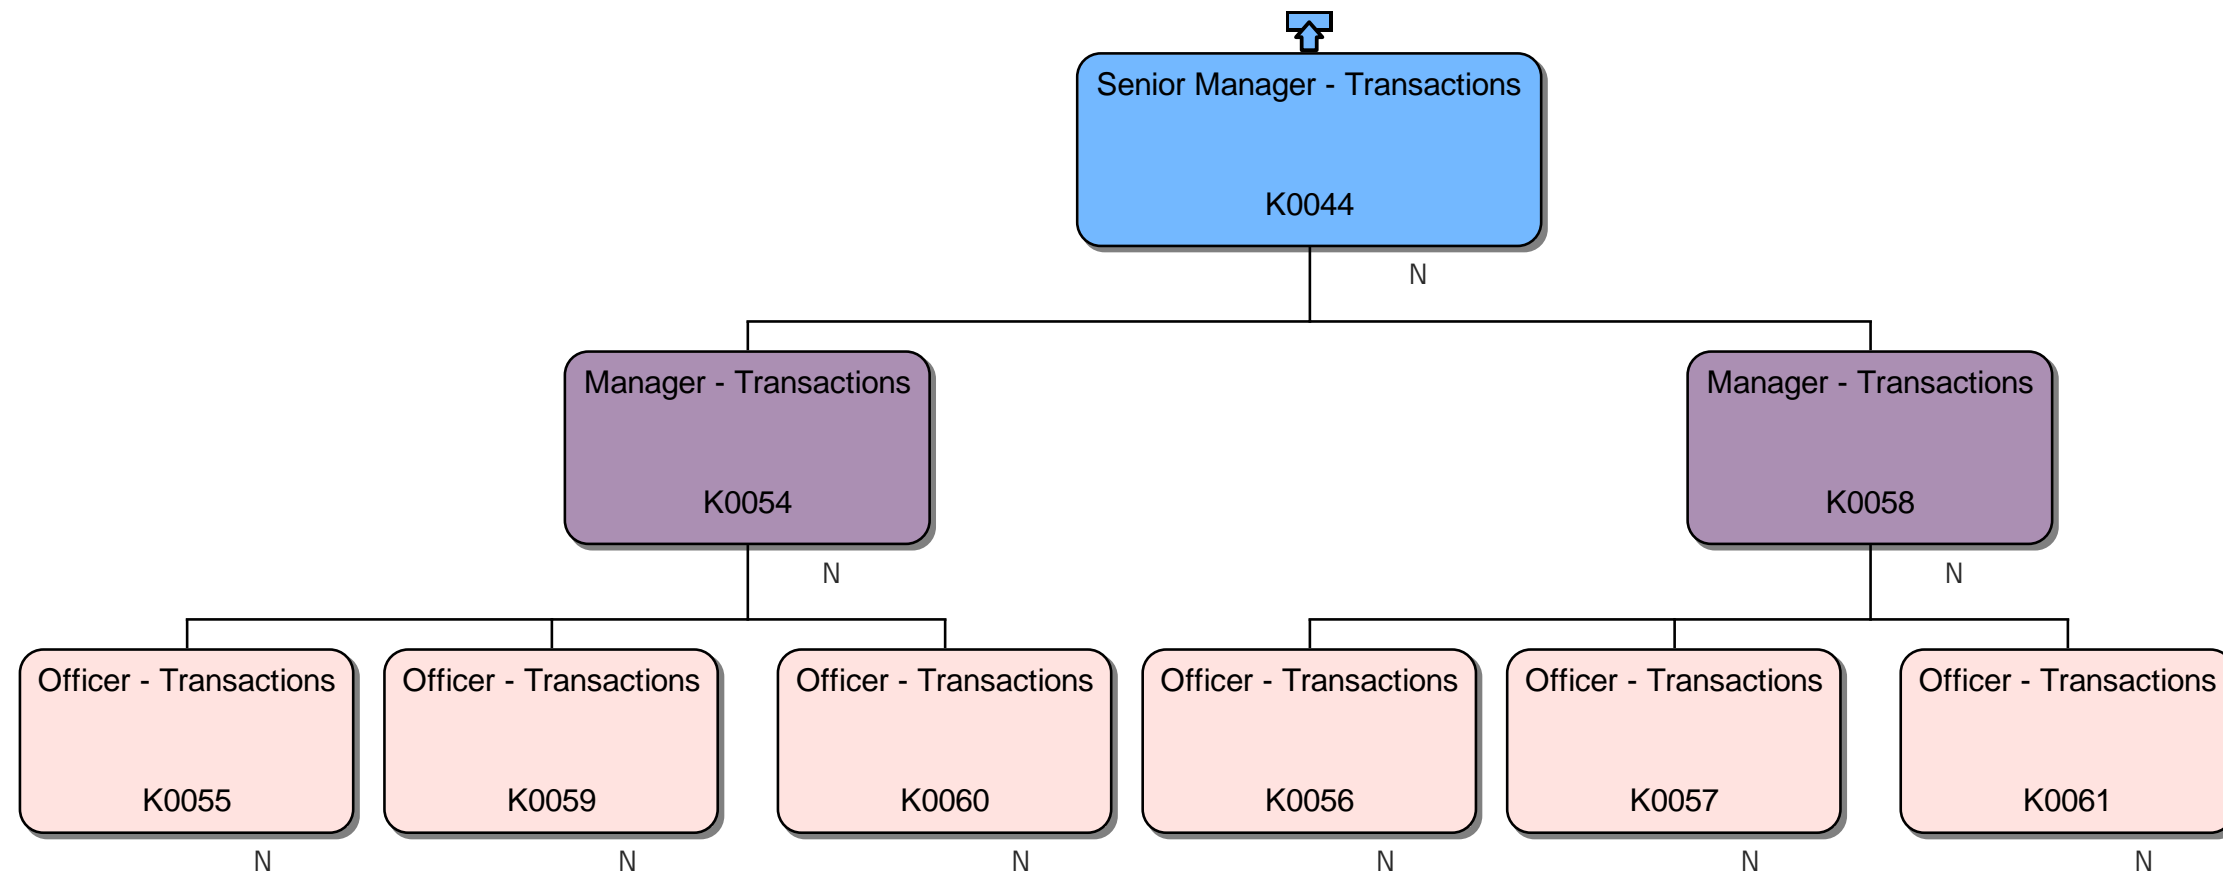 Senior Manager - Transactions
K0044
N
Manager - Transactions
K0054
N
Manager - Transactions
K0058
N
Officer - Transactions
K0055
N
Officer - Transactions
K0059
N
Officer - Transactions
K0060
N
Officer - Transactions
K0056
N
Officer - Transactions
K0057
N
Officer - Transactions
K0061
N